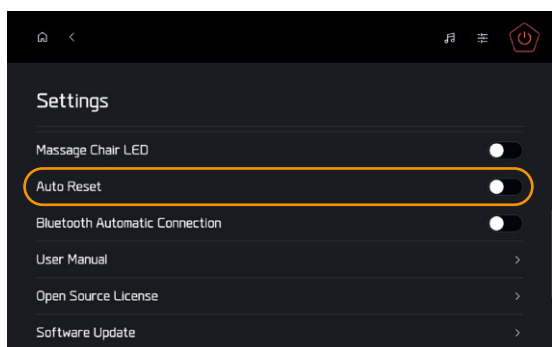 Settings
Massage Chair LED
Auto Reset
Bluetooth Automatic Connection
User Manual
Open Source License
Software Update